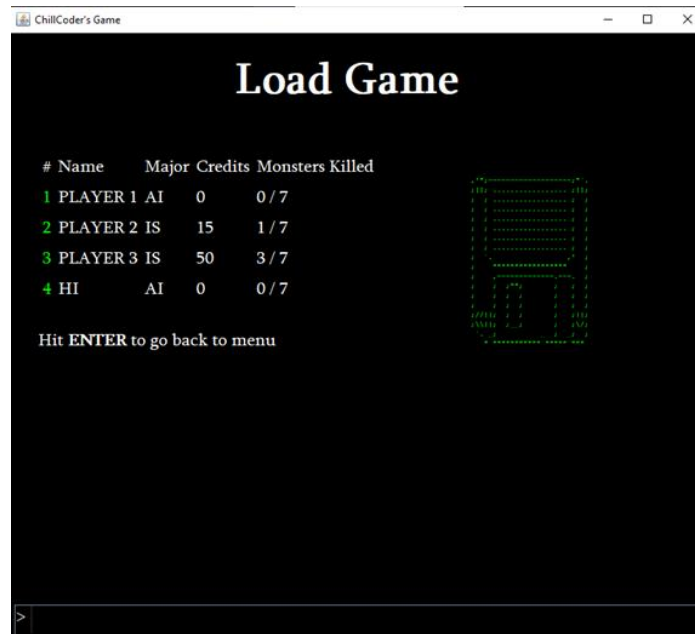 ChillCoder's Game
Load Game
# Name Major Credits Monsters Killed
1 PLAYER 1 AI 0 0 / 7
2 PLAYER 2 IS 15 1 / 7
3 PLAYER 3 IS 50 3 / 7
4 HI AI 0 0 / 7
Hit ENTER to go back to menu
>